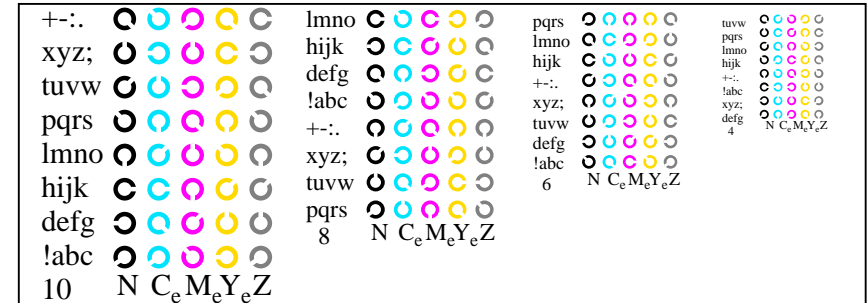 +-:.
xyz;
tuvw
pqrs
lmno
hijk
defg
!abc
10 N CeMeYeZ
lmno
hijk
defg
!abc
+-:.
xyz;
tuvw
pqrs
8 N CeMeYeZ
pqrs
lmno
hijk
+-:.
xyz;
tuvw
defg
!abc
6 N CeMeYeZ
tuvw
pqrs
lmno
hijk
+-:.
!abc
xyz;
defg
4 N CeMeYeZ